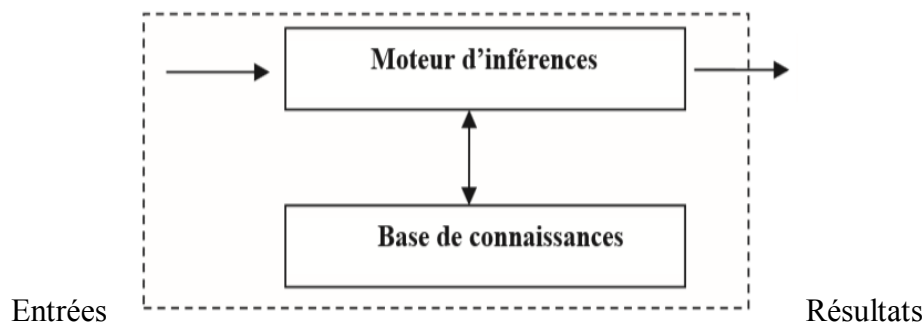 Moteur d’inférences
Base de connaissances
Entrées
Résultats